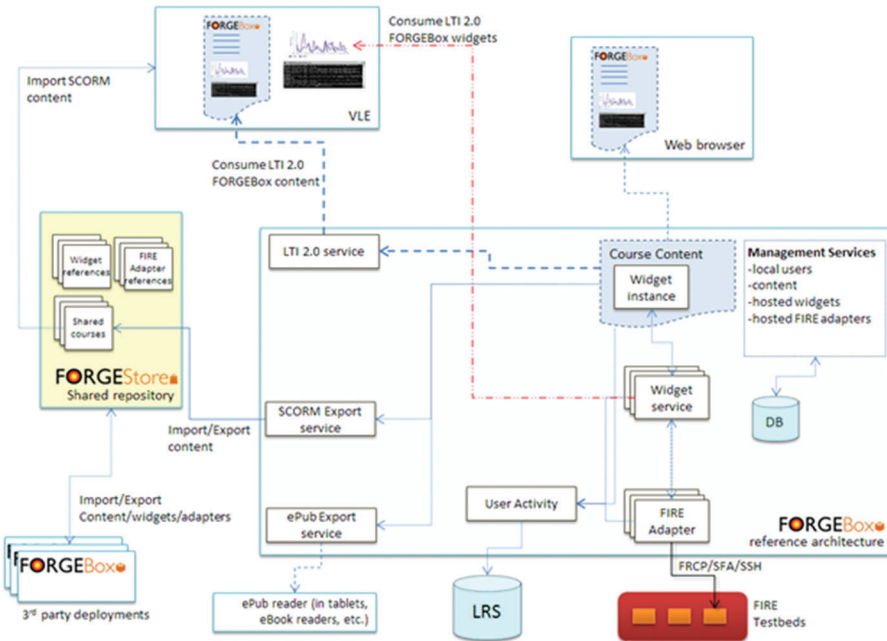 Consume LTI 2.0
FORGEBox widgets
FORGEBox
Import SCORM
content
VLE
FORGEBox
Web browser
Consume LTI 2.0
FORGEBox content
Widget
references
FIRE
Adapter
references
Shared
courses
FORGEStore
Shared repository
LTI 2.0 service
Course Content
Widget
instance
Management Services
-local users
-content
-hosted widgets
-hosted FIRE adapters
Widget
service
DB
SCORM Export
service
Import/Export
content
Import/Export
Content/widgets/adapters
ePub Export
service
User Activity
FIRE
Adapter
FORGEBox
reference architecture
FORGEBox
3rd party deployments
ePub reader (in tablets,
eBook readers, etc.)
LRS
FRCP/SFA/SSH
FIRE
Testbeds